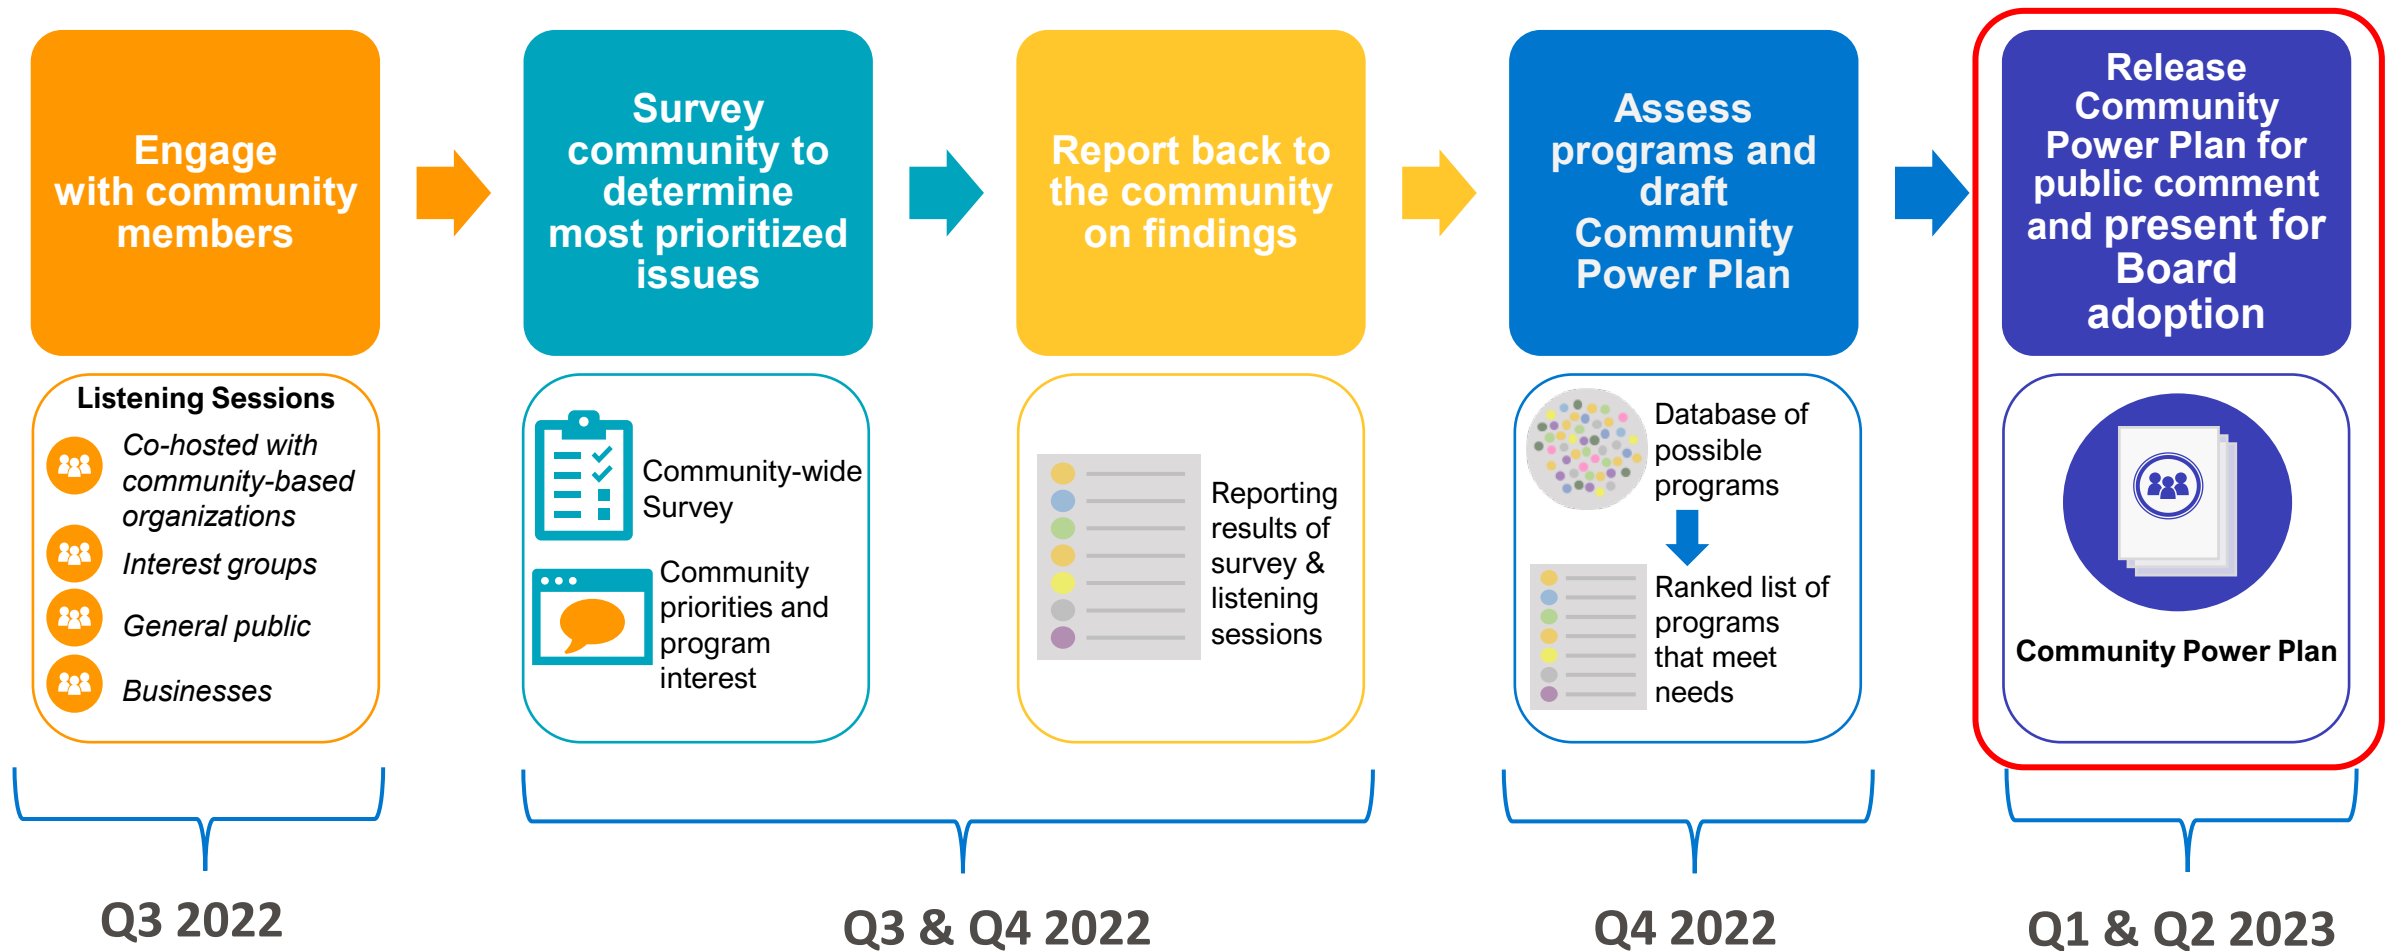 Engage
with community
members
Survey
community to
determine
most prioritized
issues
Report back to
the community
on findings
Assess
programs and
draft
Community
Power Plan
Release
Community
Power Plan for
public comment
and present for
Board
adoption
Listening Sessions
Co-hosted with
community-based
organizations
Interest groups
General public
Businesses
Community-wide
Survey
Community
priorities and
program
interest
Reporting
results of
survey &
listening
sessions
Database of
possible
programs
Ranked list of
programs
that meet
needs
Community Power Plan
Q3 2022
Q3 & Q4 2022
Q4 2022
Q1 & Q2 2023